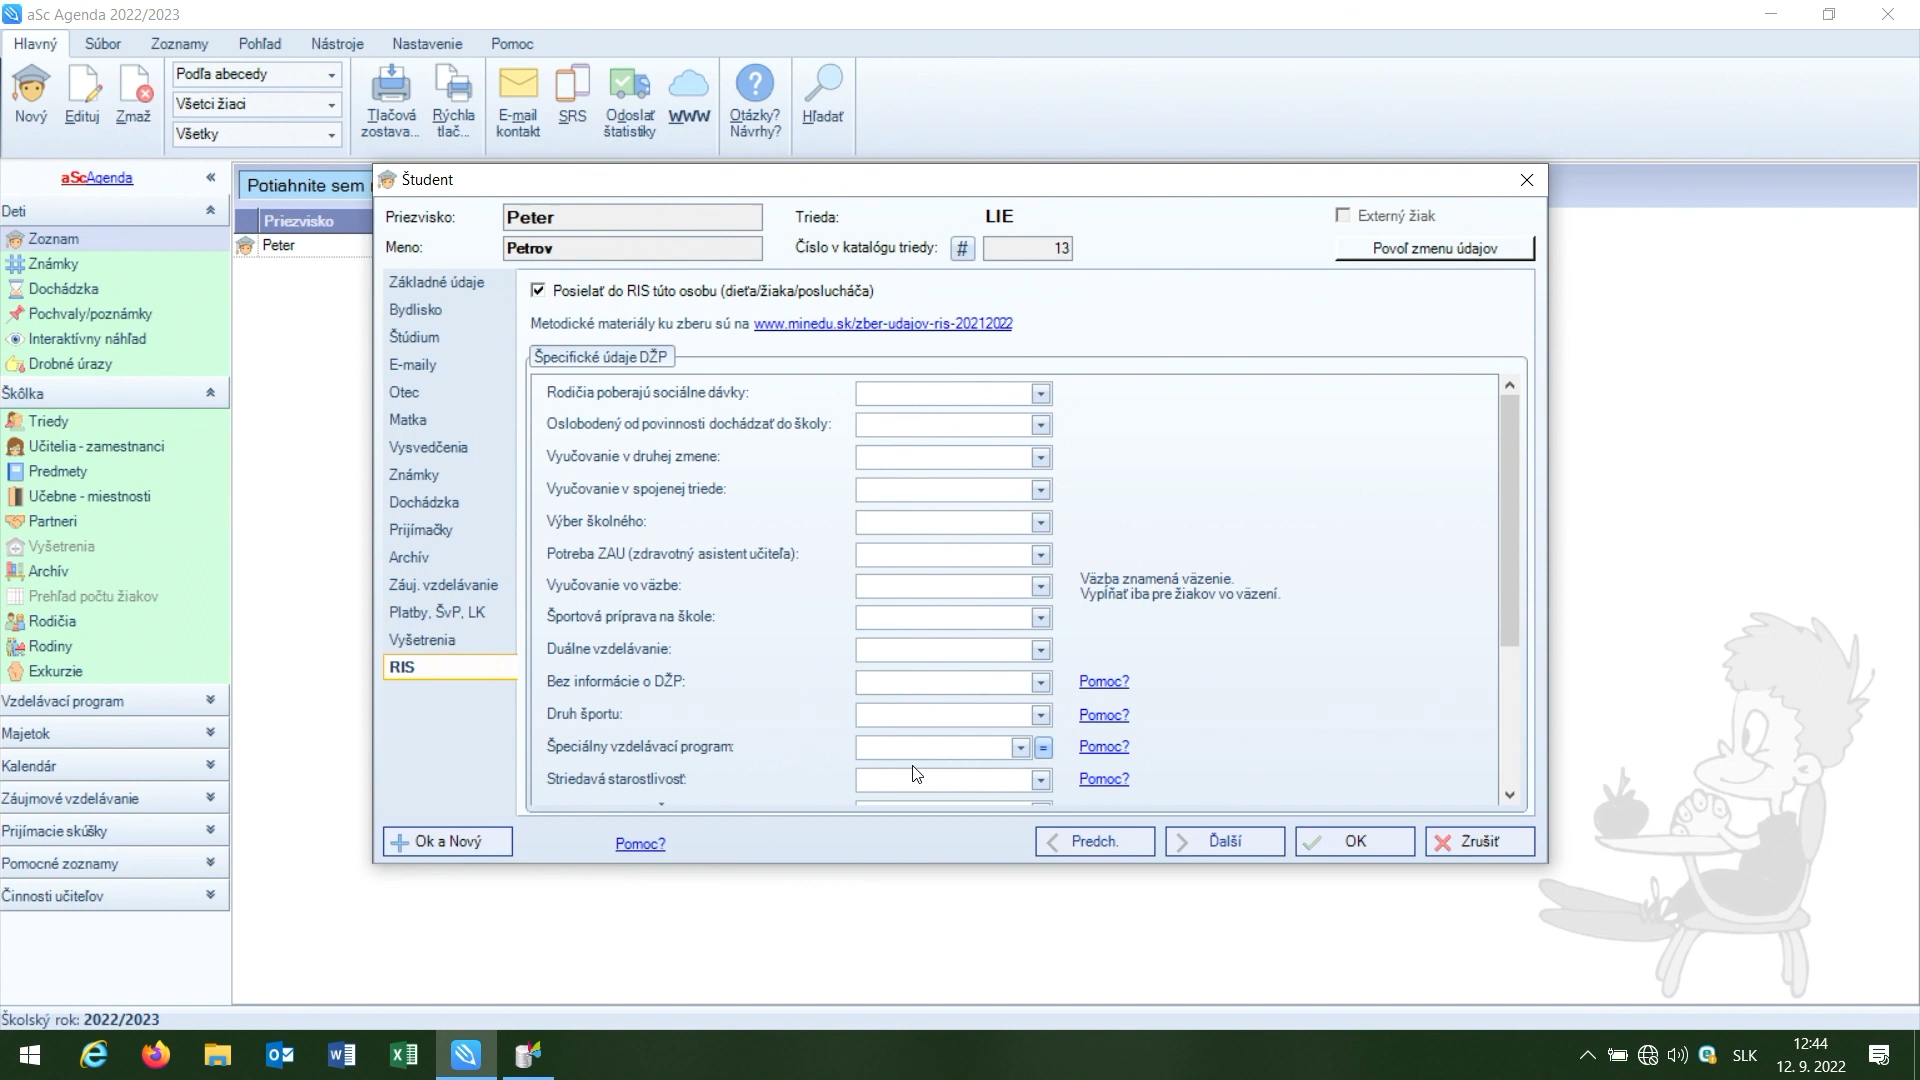 aSc Agenda 2022/2023
Hlavný Súbor Zoznamy Pohľad Nástroje Nastavenie Pomoc
Nový
Edituj
Zmaž
Podľa abecedy
Všetci žiaci
Všetky
Tlačová
zostava...
Rýchla
tlač...
E-mail
kontakt
SRS
Odoslať
štatistiky
WWW
Otázky?
Návrhy?
Hľadať
aScAgenda «
Deti
Zoznam
Známky
Dochádzka
Pochvaly/poznámky
Interaktívny náhľad
Drobné úrazy
Škôlka
Triedy
Učitelia - zamestnanci
Predmety
Učebne - miestnosti
Partneri
Vyšetrenia
Archív
Prehľad počtu žiakov
Rodičia
Rodiny
Exkurzie
Vzdelávací program
Majetok
Kalendár
Záujmové vzdelávanie
Prijímacie skúšky
Pomocné zoznamy
Činnosti učiteľov
Potiahnite sem
Priezvisko
Peter
Študent
Priezvisko: Peter Trieda: LIE Externý žiak
Meno: Petrov Číslo v katalógu triedy: # 13 Povoľ zmenu údajov
Základné údaje
Bydlisko
Štúdium
E-maily
Otec
Matka
Vysvedčenia
Známky
Dochádzka
Prijímačky
Archív
Záuj. vzdelávanie
Platby, ŠvP, LK
Vyšetrenia
RIS
Posielať do RIS túto osobu (dieťa/žiaka/poslucháča)
Metodické materiály ku zberu sú na www.minedu.sk/zber-udajov-ris-20212022
Špecifické údaje DŽP
Rodičia poberajú sociálne dávky:
Oslobodený od povinnosti dochádzať do školy:
Vyučovanie v druhej zmene:
Vyučovanie v spojenej triede:
Výber školného:
Potreba ZAU (zdravotný asistent učiteľa):
Vyučovanie vo väzbe:
Väzba znamená väzenie.
Vypĺňať iba pre žiakov vo väzení.
Športová príprava na škole:
Duálne vzdelávanie:
Bez informácie o DŽP: Pomoc?
Druh športu: Pomoc?
Špeciálny vzdelávací program: = Pomoc?
Striedavá starostlivosť: Pomoc?
Ok a Nový Pomoc? Predch. Ďalší OK Zrušiť
Školský rok: 2022/2023
SLK
12:44
12. 9. 2022